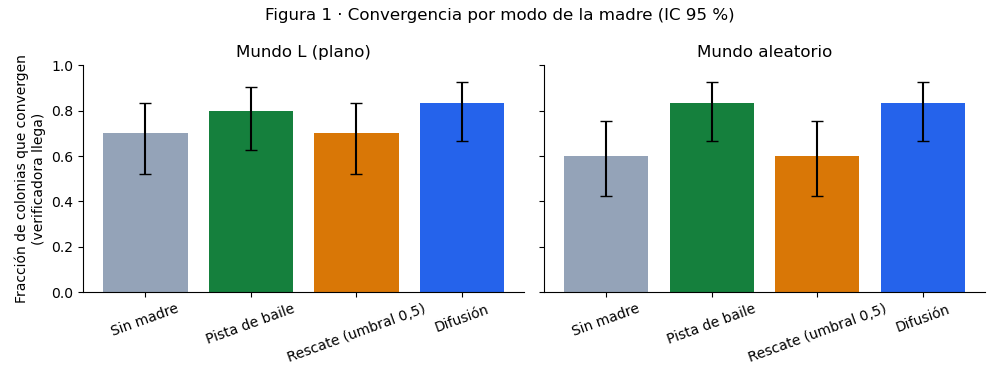 Figura 1 · Convergencia por modo de la madre (IC 95 %)
Mundo L (plano)
Mundo aleatorio
Fracción de colonias que convergen
(verificadora llega)
1.0
0.8
0.6
0.4
0.2
0.0
Sin madre
Pista de baile
Rescate (umbral 0,5)
Difusión
Sin madre
Pista de baile
Rescate (umbral 0,5)
Difusión